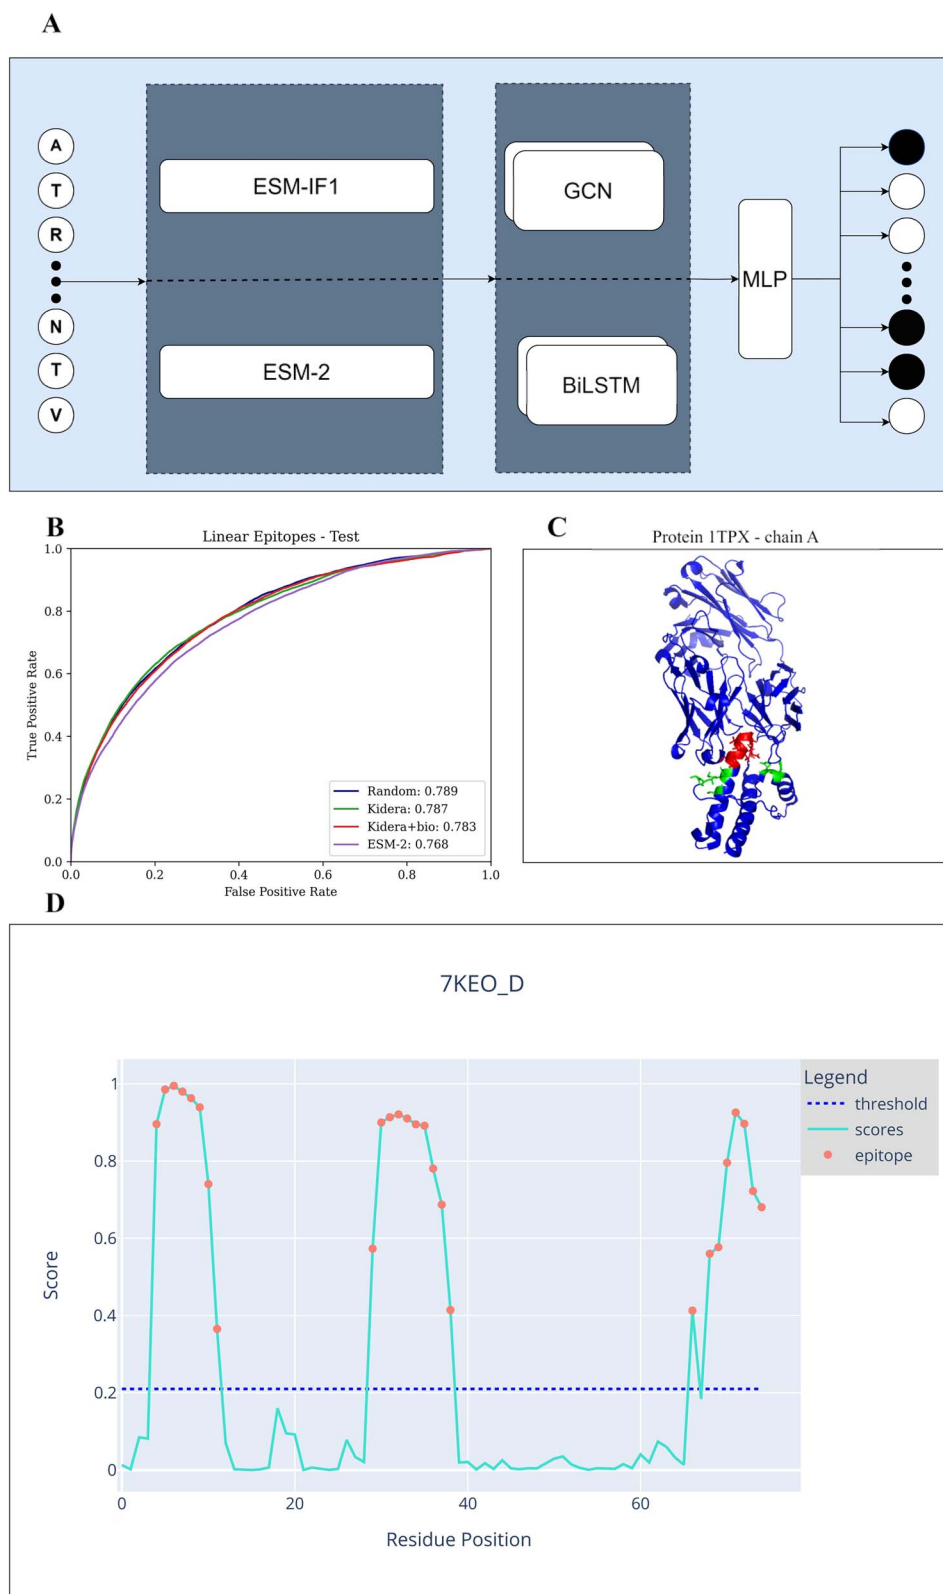 A
A
T
R
N
T
V
ESM-IF1
ESM-2
GCN
BiLSTM
MLP
B
Linear Epitopes - Test
1.0
0.8
0.6
0.4
0.2
0.0
True Positive Rate
0.0 0.2 0.4 0.6 0.8 1.0
False Positive Rate
Random: 0.789
Kidera: 0.787
Kidera+bio: 0.783
ESM-2: 0.768
C
Protein 1TPX - chain A
D
7KEO_D
1
0.8
0.6
0.4
0.2
0
Score
0 20 40 60
Residue Position
Legend
threshold
scores
epitope